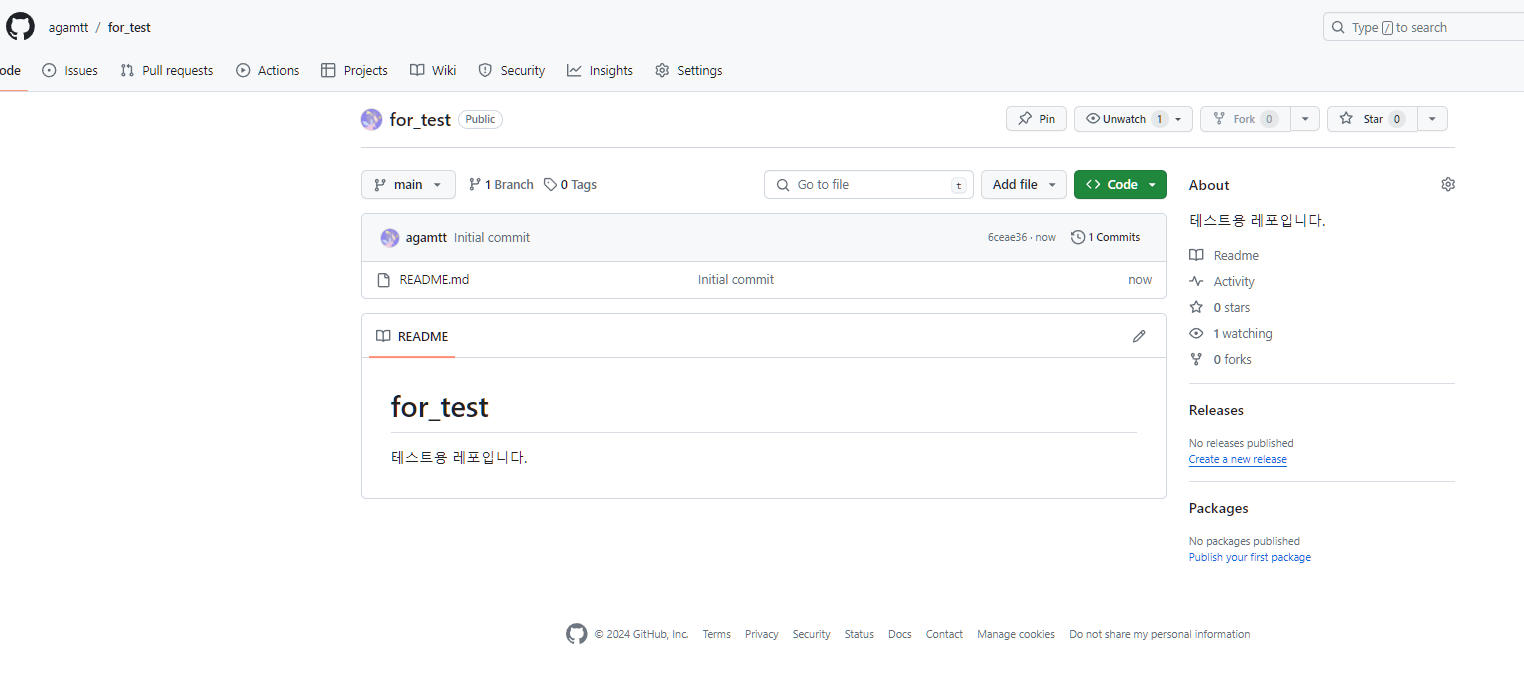 agamtt / for_test
Type / to search
ode Issues Pull requests Actions Projects Wiki Security Insights Settings
for_test Public
Pin Unwatch 1 Fork 0 Star 0
main 1 Branch 0 Tags Go to file t Add file Code
agamtt Initial commit 6ceae36 · now 1 Commits
README.md Initial commit now
README
for_test
테스트용 레포입니다.
About
테스트용 레포입니다.
Readme
Activity
0 stars
1 watching
0 forks
Releases
No releases published
Create a new release
Packages
No packages published
Publish your first package
© 2024 GitHub, Inc. Terms Privacy Security Status Docs Contact Manage cookies Do not share my personal information